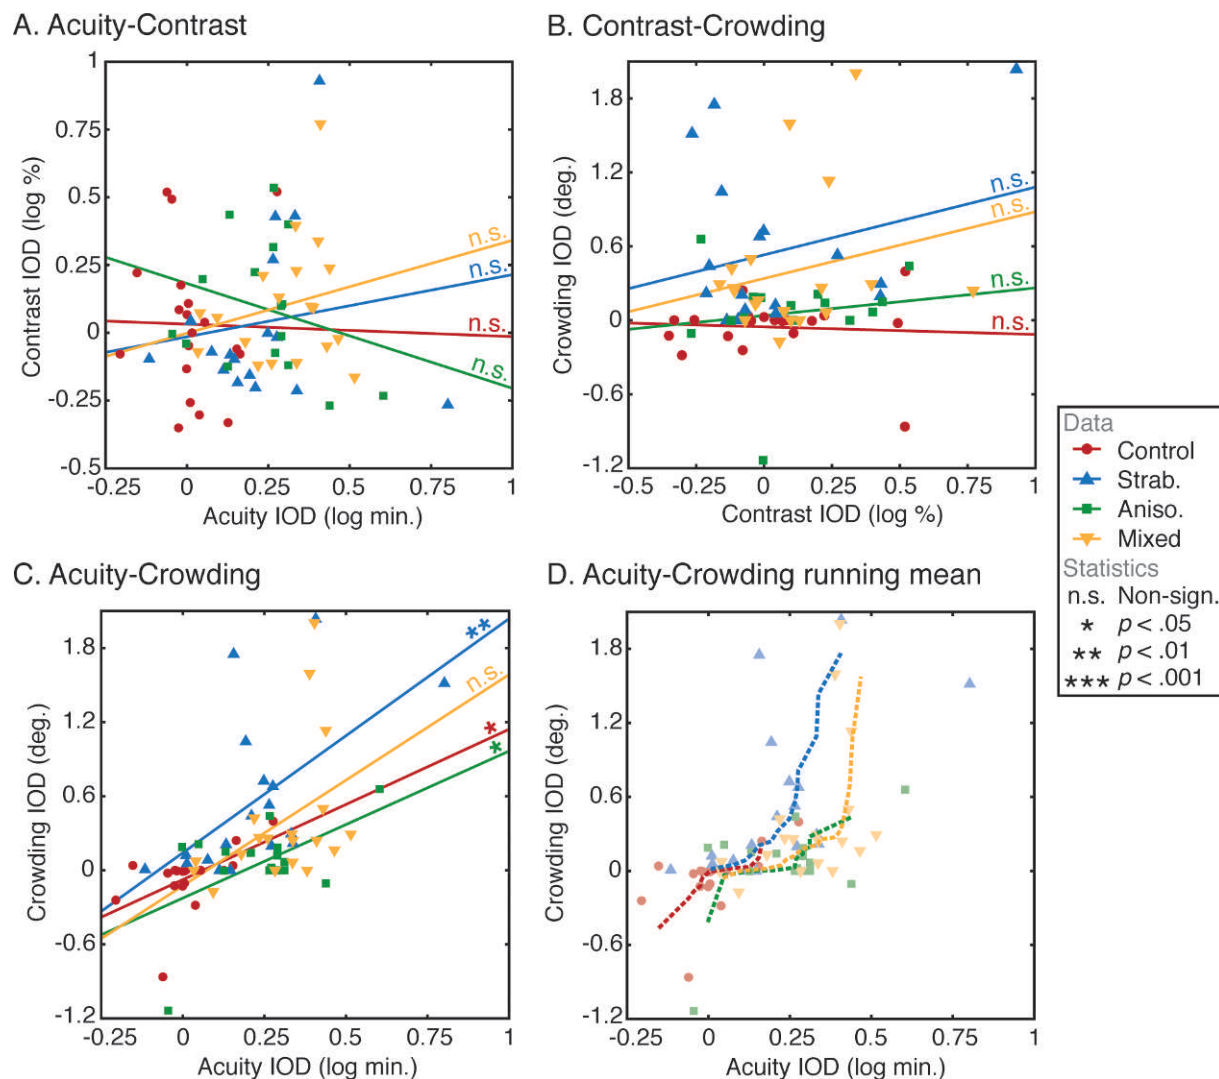 A. Acuity-Contrast
Contrast IOD (log %)
1
0.75
0.5
0.25
0
-0.25
-0.5
n.s.
n.s.
n.s.
n.s.
-0.25 0 0.25 0.5 0.75 1
Acuity IOD (log min.)
B. Contrast-Crowding
Crowding IOD (deg.)
1.8
1.2
0.6
0
-0.6
-1.2
n.s.
n.s.
n.s.
n.s.
-0.5 -0.25 0 0.25 0.5 0.75 1
Contrast IOD (log %)
Data
Control
Strab.
Aniso.
Mixed
Statistics
n.s. Non-sign.
* p < .05
** p < .01
*** p < .001
C. Acuity-Crowding
Crowding IOD (deg.)
1.8
1.2
0.6
0
-0.6
-1.2
**
n.s.
*
*
-0.25 0 0.25 0.5 0.75 1
Acuity IOD (log min.)
D. Acuity-Crowding running mean
Crowding IOD (deg.)
1.8
1.2
0.6
0
-0.6
-1.2
-0.25 0 0.25 0.5 0.75 1
Acuity IOD (log min.)